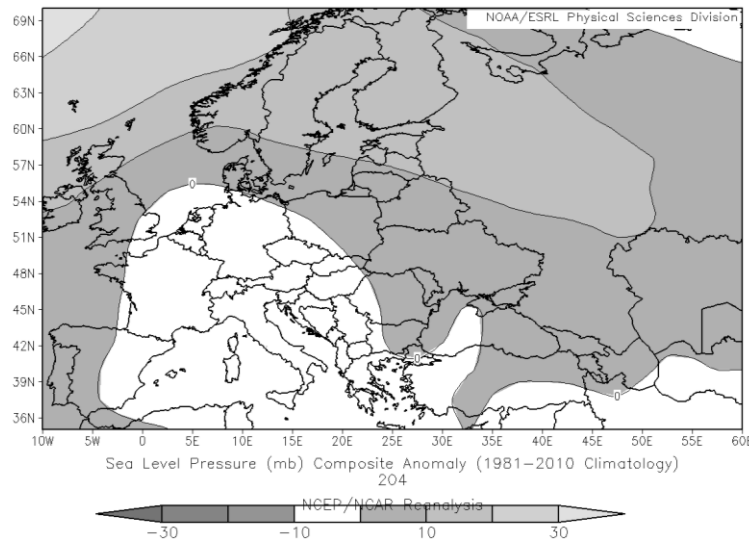 NOAA/ESRL Physical Sciences Division
69N
66N
63N
60N
57N
54N
51N
48N
45N
42N
39N
36N
0
0
0
10W 5W 0 5E 10E 15E 20E 25E 30E 35E 40E 45E 50E 55E 60E
Sea Level Pressure (mb) Composite Anomaly (1981-2010 Climatology)
204
NCEP/NCAR Reanalysis
-30 -10 10 30